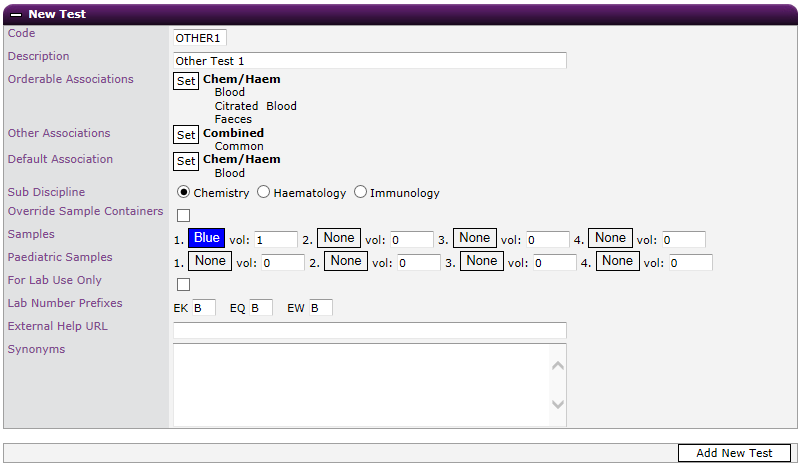 New Test
Code OTHER1
Description Other Test 1
Orderable Associations Set Chem/Haem
Blood
Citrated Blood
Faeces
Other Associations Set Combined
Common
Default Association Set Chem/Haem
Blood
Sub Discipline Chemistry Haematology Immunology
Override Sample Containers
Samples 1. Blue vol: 1 2. None vol: 0 3. None vol: 0 4. None vol: 0
Paediatric Samples 1. None vol: 0 2. None vol: 0 3. None vol: 0 4. None vol: 0
For Lab Use Only
Lab Number Prefixes EK B EQ B EW B
External Help URL
Synonyms
Add New Test